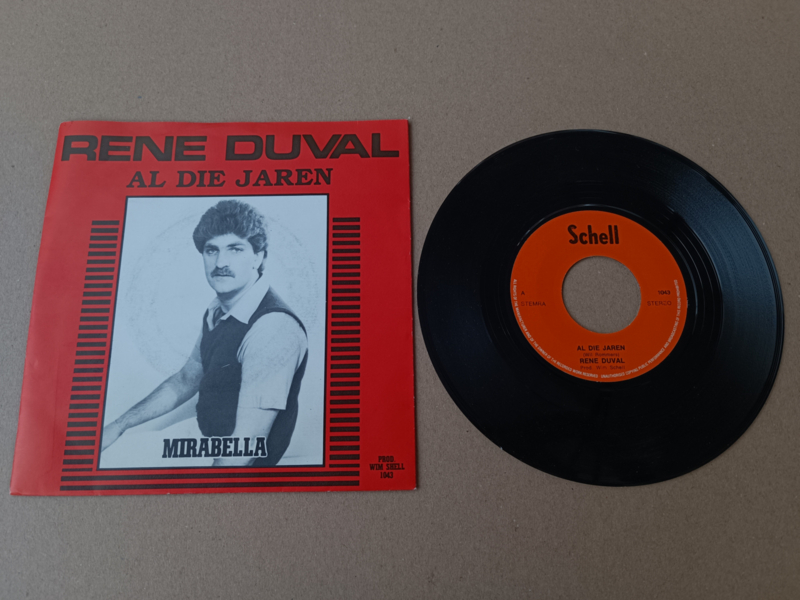 RENE DUVAL
AL DIE JAREN
MIRABELLA
PROD.
WIM SHELL
1043
Schell
A
STEMRA
1043
STEREO
AL DIE JAREN
RENE DUVAL